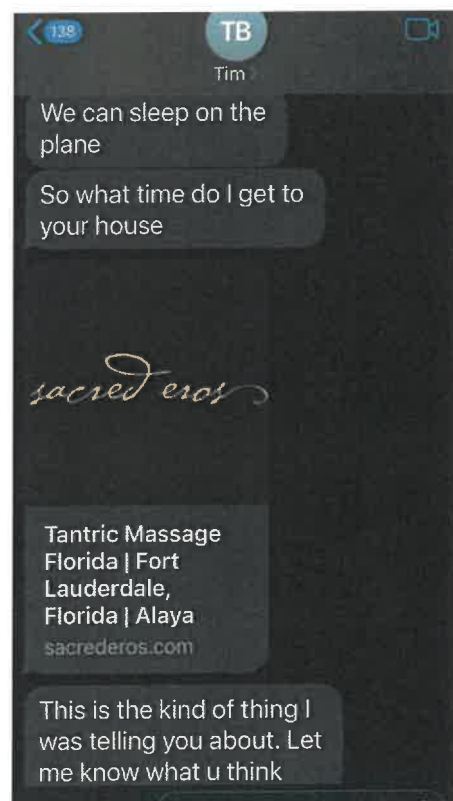 138
TB
Tim
We can sleep on the
plane
So what time do I get to
your house
sacred eros
Tantric Massage
Florida | Fort
Lauderdale,
Florida | Alaya
sacrederos.com
This is the kind of thing I
was telling you about. Let
me know what u think